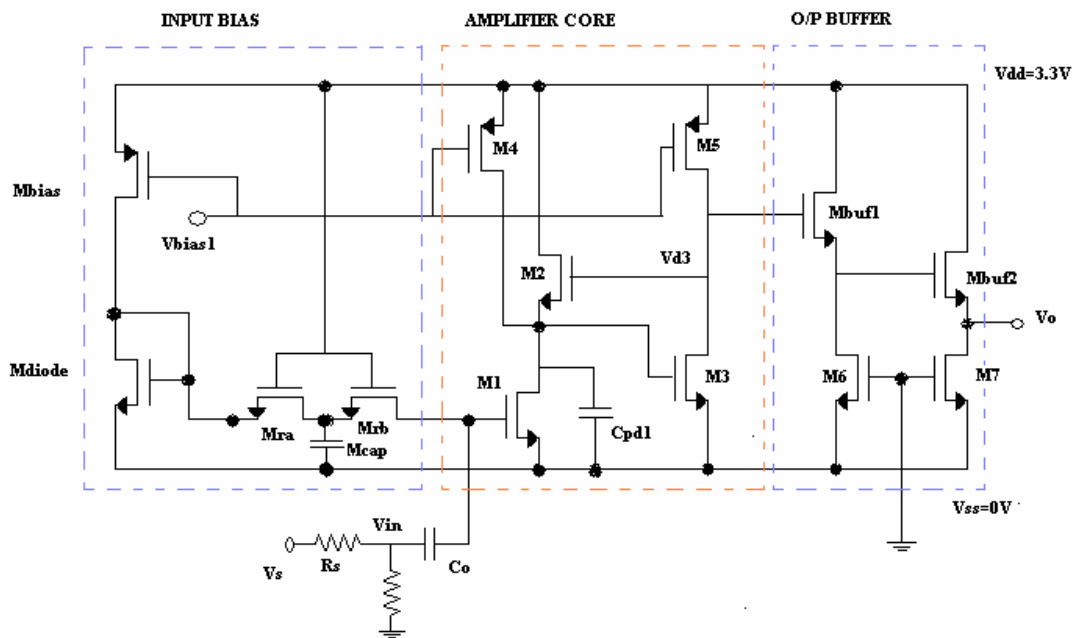 INPUT BIAS
AMPLIFIER CORE
O/P BUFFER
Vdd=3.3V
M4
M5
Mbias
Mbuf1
Vbias1
M2
Vd3
Mbuf2
Vo
Mdiode
M1
M3
M6
M7
Mra
Mrb
Mcap
Cpd1
Vss=0V
Vin
Vs
Rs
Co